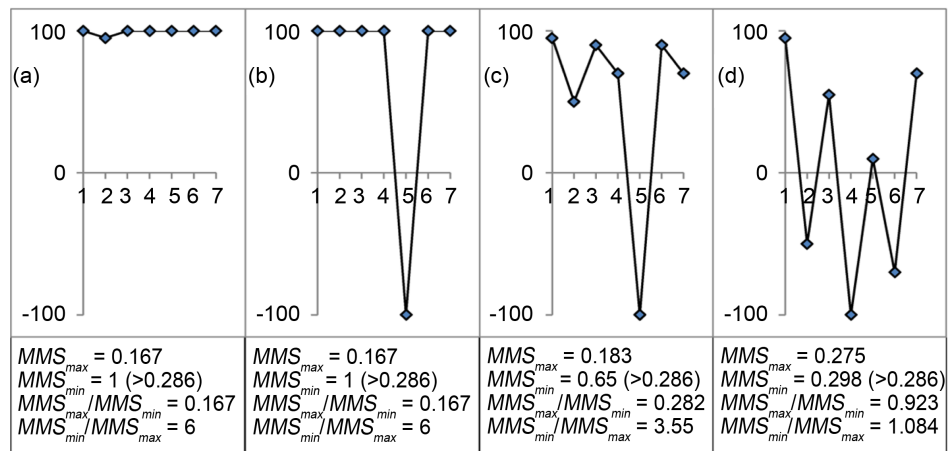 100 100 100 100
(a) (b) (c) (d)
0 0 0 0
1 2 3 4 5 6 7 1 2 3 4 5 6 7 1 2 3 4 5 6 7 1 2 3 4 5 6 7
-100 -100 -100 -100
MMSmax = 0.167
MMSmin = 1 (>0.286)
MMSmax/MMSmin = 0.167
MMSmin/MMSmax = 6
MMSmax = 0.167
MMSmin = 1 (>0.286)
MMSmax/MMSmin = 0.167
MMSmin/MMSmax = 6
MMSmax = 0.183
MMSmin = 0.65 (>0.286)
MMSmax/MMSmin = 0.282
MMSmin/MMSmax = 3.55
MMSmax = 0.275
MMSmin = 0.298 (>0.286)
MMSmax/MMSmin = 0.923
MMSmin/MMSmax = 1.084